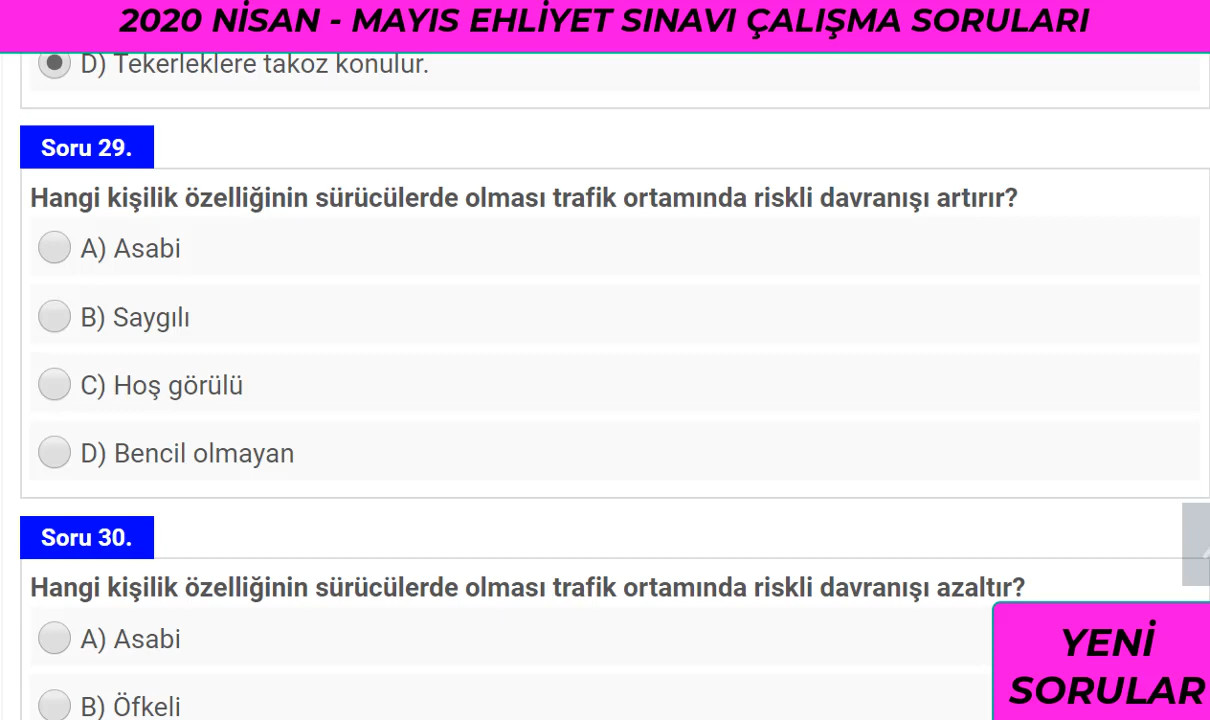 2020 NİSAN - MAYIS EHLİYET SINAVI ÇALIŞMA SORULARI
D) Tekerleklere takoz konulur.
Soru 29.
Hangi kişilik özelliğinin sürücülerde olması trafik ortamında riskli davranışı artırır?
A) Asabi
B) Saygılı
C) Hoş görülü
D) Bencil olmayan
Soru 30.
Hangi kişilik özelliğinin sürücülerde olması trafik ortamında riskli davranışı azaltır?
A) Asabi
B) Öfkeli
YENİ
SORULAR